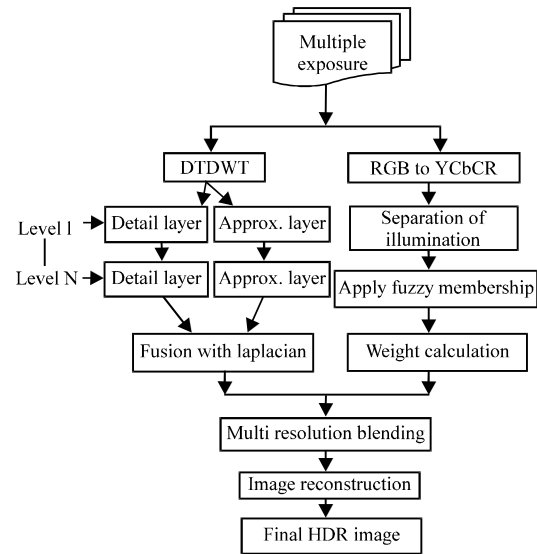 Multiple
exposure
DTDWT
RGB to YCbCR
Level 1
Detail layer
Approx. layer
Separation of
illumination
Level N
Detail layer
Approx. layer
Apply fuzzy membership
Fusion with laplacian
Weight calculation
Multi resolution blending
Image reconstruction
Final HDR image